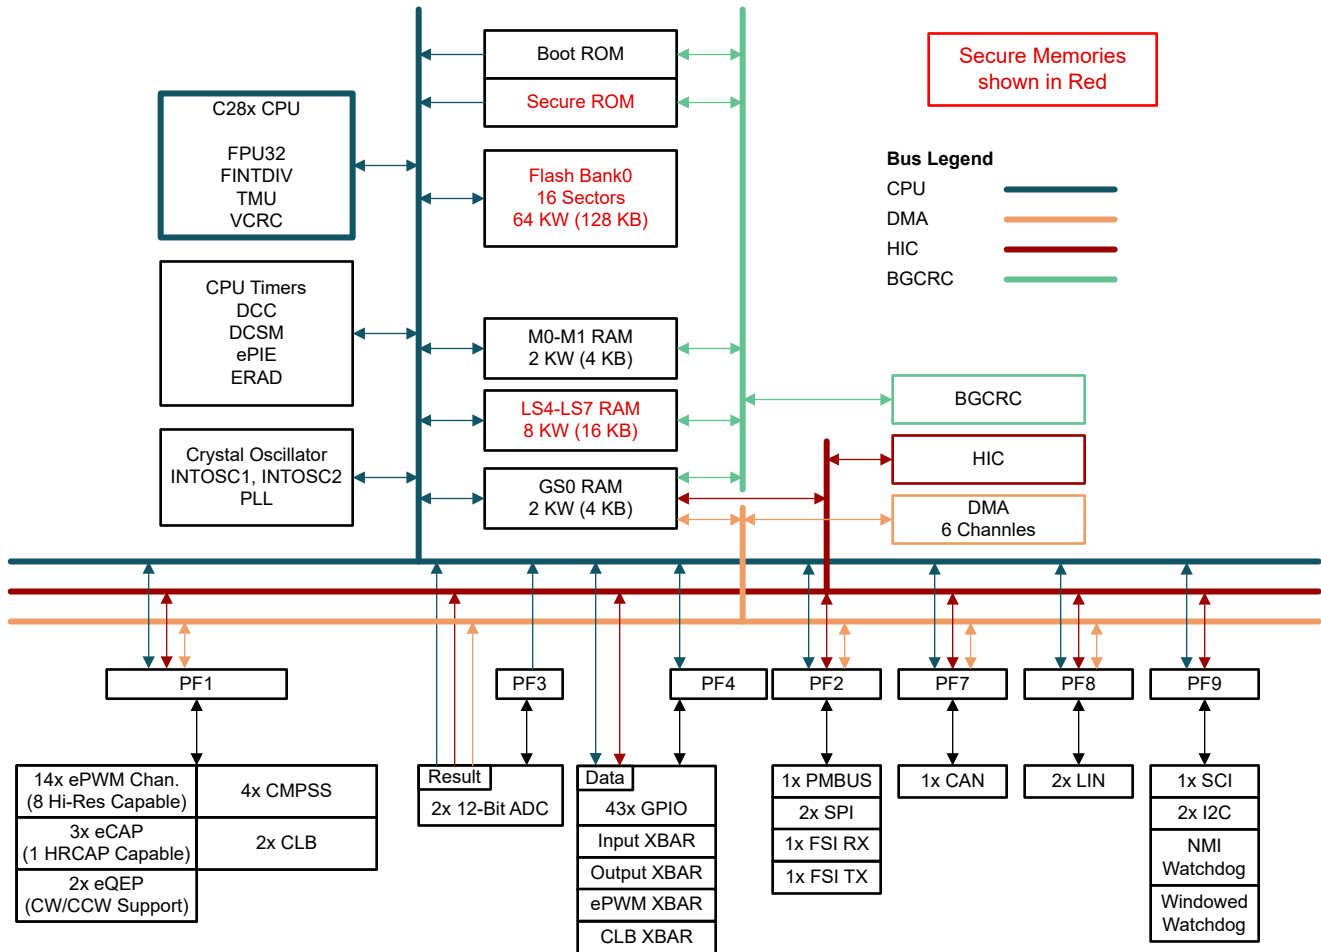 Boot ROM
Secure ROM
Secure Memories
shown in Red
C28x CPU
FPU32
FINTDIV
TMU
VCRC
Flash Bank0
16 Sectors
64 KW (128 KB)
Bus Legend
CPU
DMA
HIC
BGCRC
CPU Timers
DCC
DCSM
ePIE
ERAD
M0-M1 RAM
2 KW (4 KB)
LS4-LS7 RAM
8 KW (16 KB)
BGCRC
Crystal Oscillator
INTOSC1, INTOSC2
PLL
GS0 RAM
2 KW (4 KB)
HIC
DMA
6 Channles
PF1
PF3
PF4
PF2
PF7
PF8
PF9
14x ePWM Chan.
(8 Hi-Res Capable)
4x CMPSS
3x eCAP
(1 HRCAP Capable)
2x CLB
2x eQEP
(CW/CCW Support)
Result
2x 12-Bit ADC
Data
43x GPIO
Input XBAR
Output XBAR
ePWM XBAR
CLB XBAR
1x PMBUS
2x SPI
1x FSI RX
1x FSI TX
1x CAN
2x LIN
1x SCI
2x I2C
NMI
Watchdog
Windowed
Watchdog